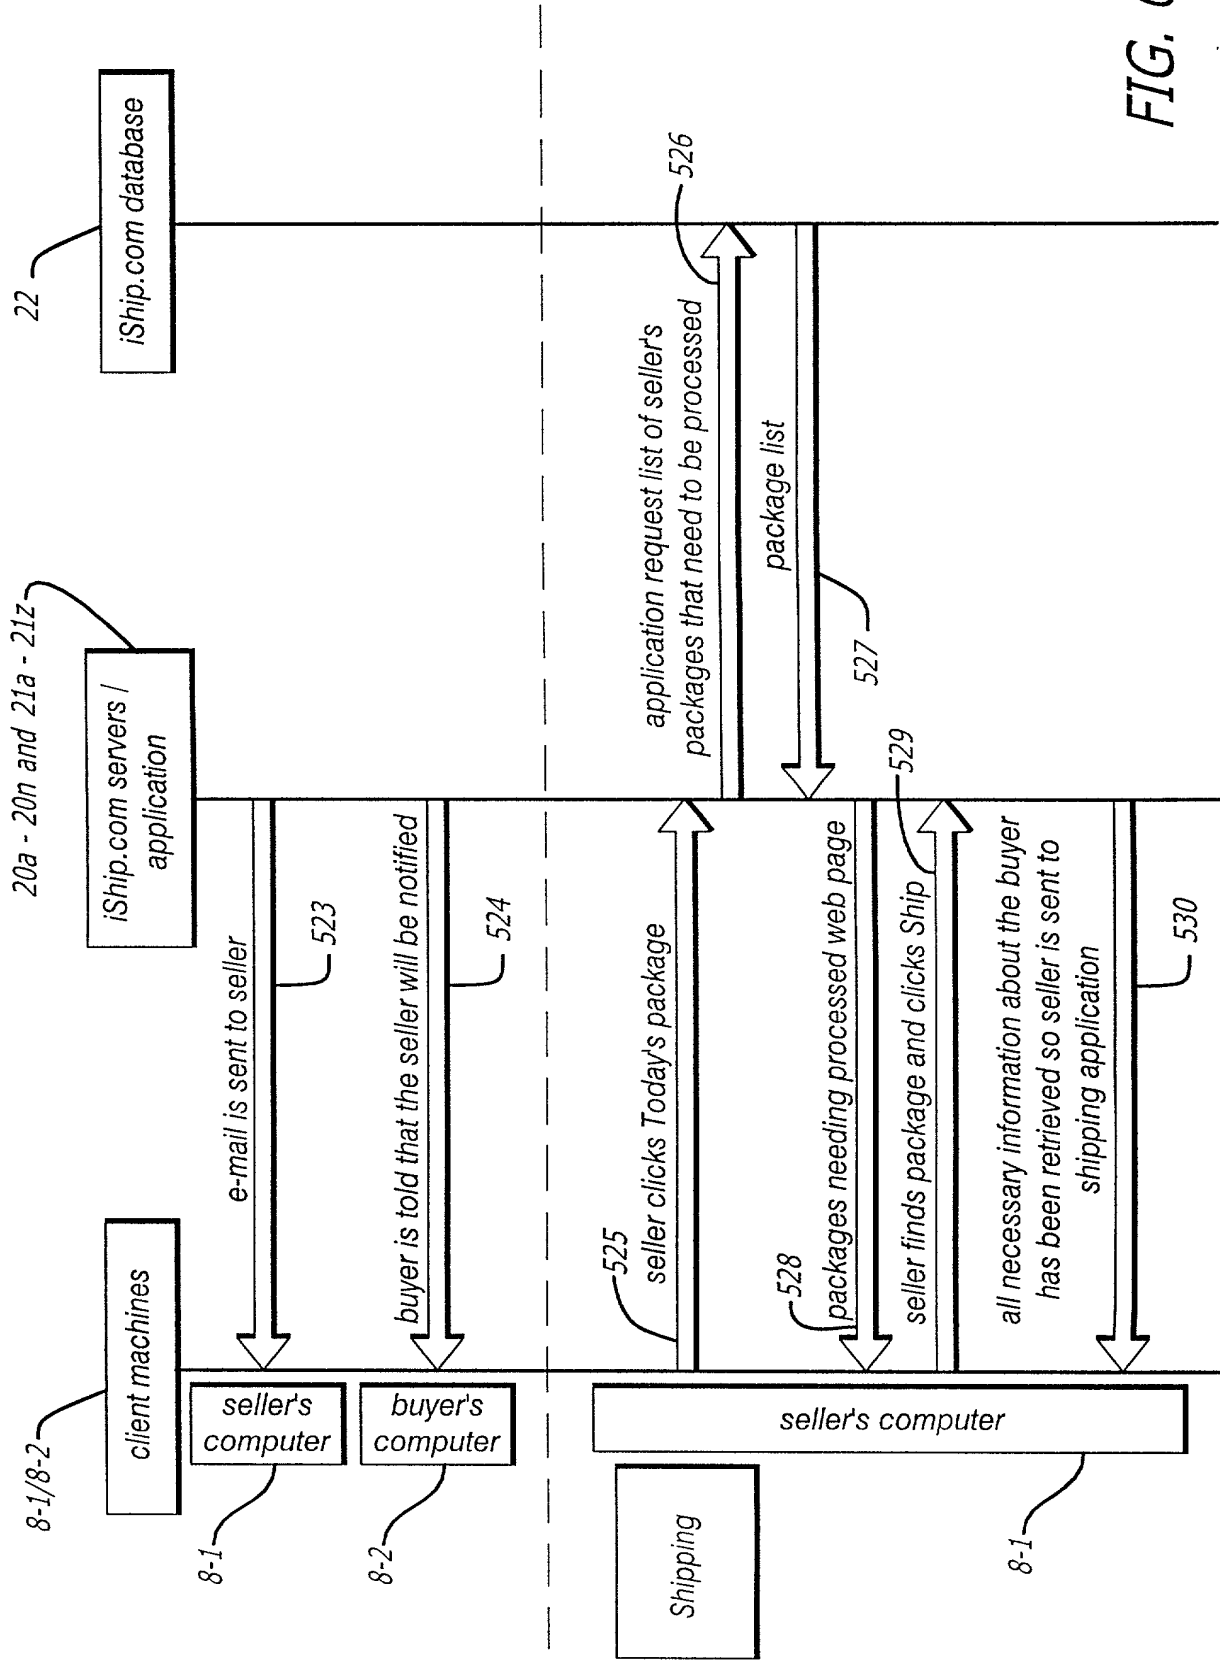 8-1/8-2
20a - 20n and 21a - 21z
22
client machines
iShip.com servers /
application
iShip.com database
8-1
seller's
computer
e-mail is sent to seller
523
8-2
buyer's
computer
buyer is told that the seller will be notified
524
Shipping
seller's computer
8-1
525
seller clicks Today's package
application request list of seller's
packages that need to be processed
526
package list
527
528
packages needing processed web page
seller finds package and clicks Ship
529
all necessary information about the buyer
has been retrieved so seller is sent to
shipping application
530
FIG.